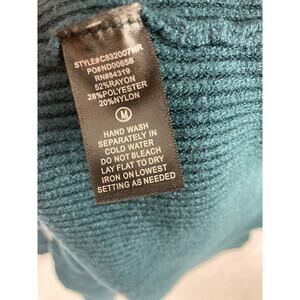 STYLE#C832007NR
PO#ND00658
RN#84319
52%RAYON
28%POLYESTER
20%NYLON
M
HAND WASH
SEPARATELY IN
COLD WATER
DO NOT BLEACH
LAY FLAT TO DRY
IRON ON LOWEST
SETTING AS NEEDED